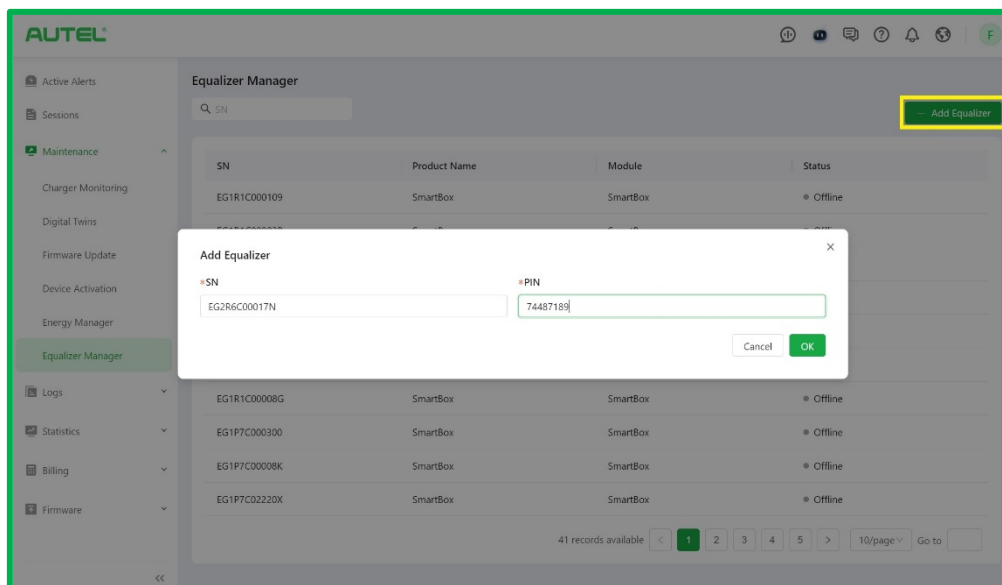 AUTEL
F
Active Alerts
Sessions
Maintenance
Charger Monitoring
Digital Twins
Firmware Update
Device Activation
Energy Manager
Equalizer Manager
Logs
Statistics
Billing
Firmware
Equalizer Manager
SN
Add Equalizer
SN Product Name Module Status
EG1R1C000109 SmartBox SmartBox Offline
Add Equalizer
*SN *PIN
EG2R6C00017N 74487189
Cancel OK
EG1R1C00008G SmartBox SmartBox Offline
EG1P7C000300 SmartBox SmartBox Offline
EG1P7C00008K SmartBox SmartBox Offline
EG1P7C02220X SmartBox SmartBox Offline
41 records available < 1 2 3 4 5 > 10/page Go to